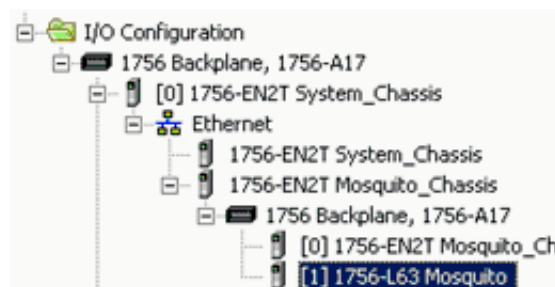 I/O Configuration
1756 Backplane, 1756-A17
[0] 1756-EN2T System_Chassis
Ethernet
1756-EN2T System_Chassis
1756-EN2T Mosquito_Chassis
1756 Backplane, 1756-A17
[0] 1756-EN2T Mosquito_Ch
[1] 1756-L63 Mosquito